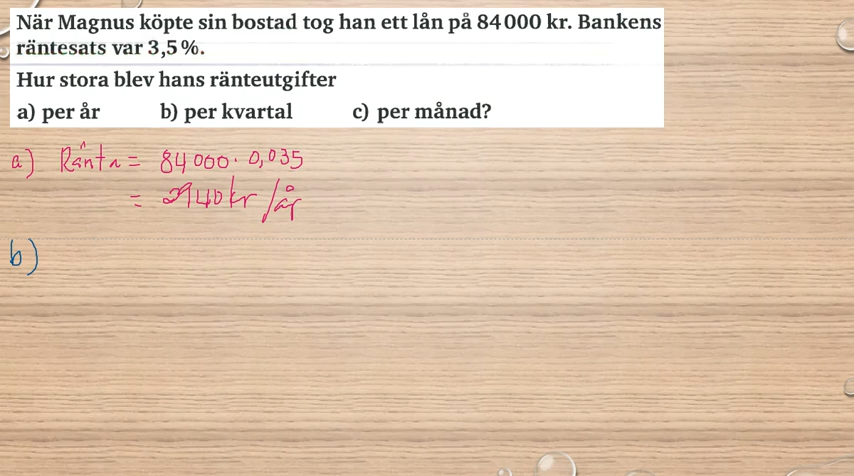 När Magnus köpte sin bostad tog han ett lån på 84 000 kr. Bankens
räntesats var 3,5 %.
Hur stora blev hans ränteutgifter
a) per år b) per kvartal c) per månad?
a) Ränta = 84 000 · 0,035
= 2940 kr/år
b)